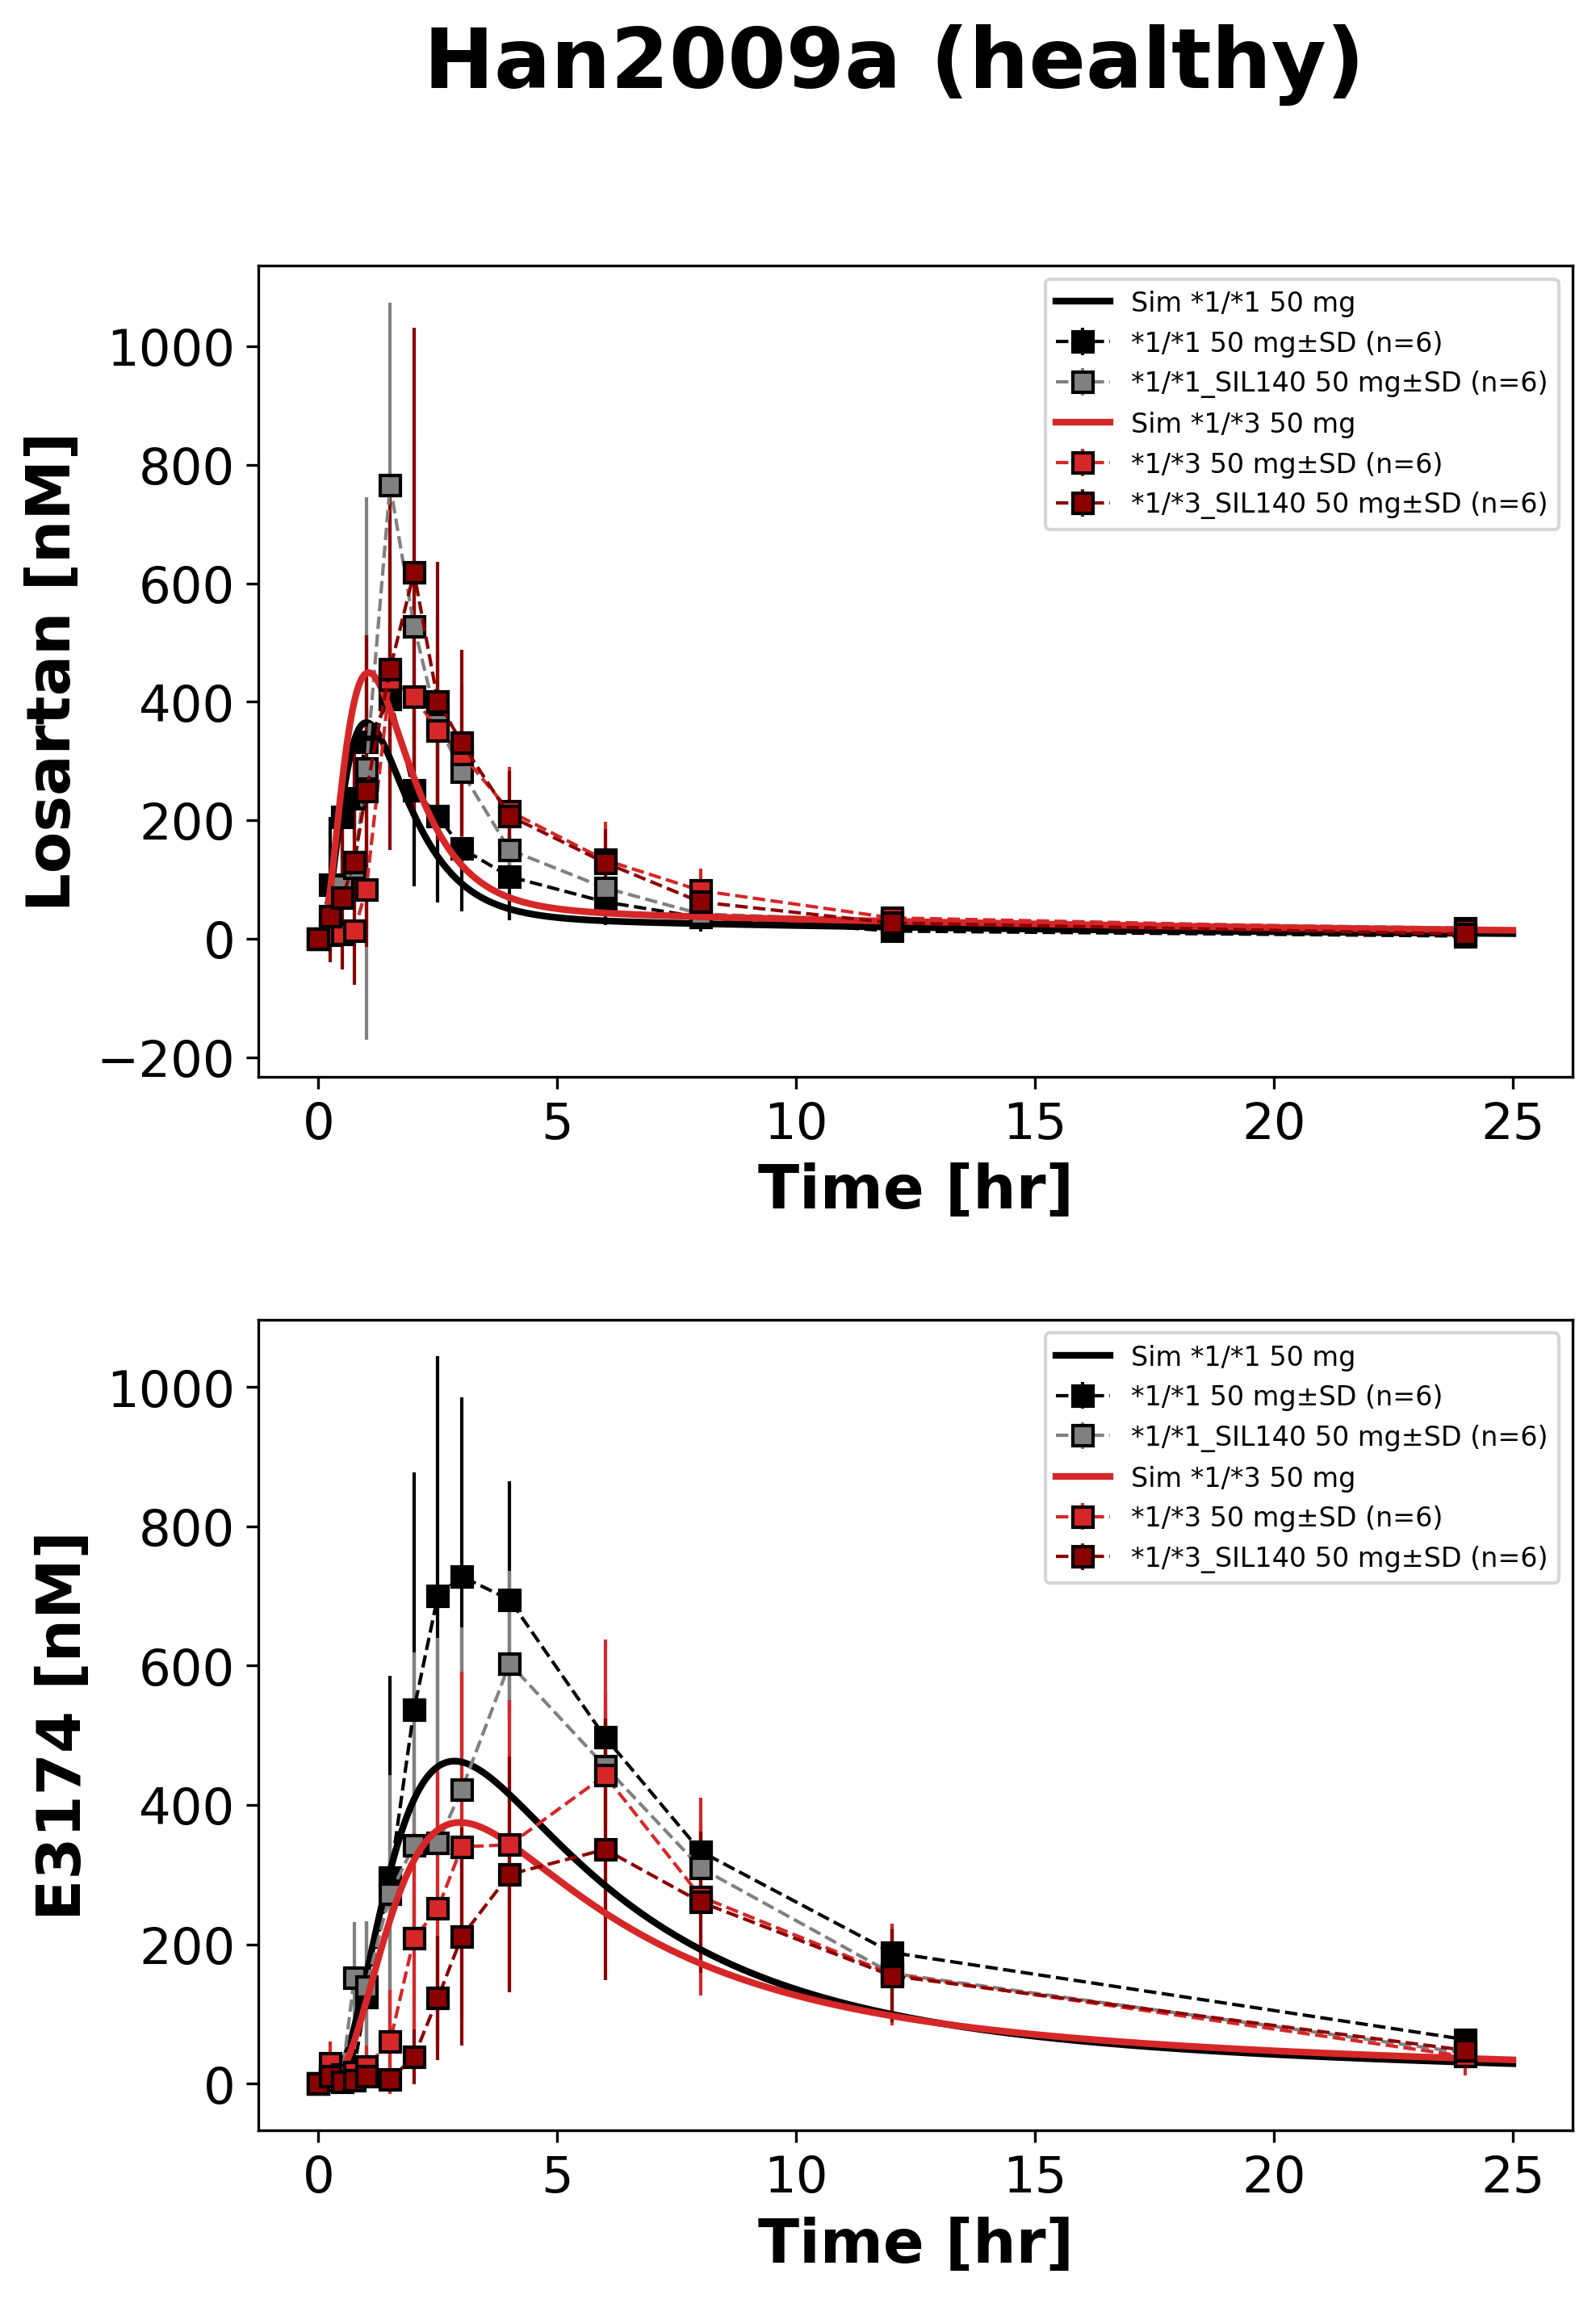 Han2009a (healthy)
Losartan [nM]
1000
800
600
400
200
0
−200
Sim *1/*1 50 mg
*1/*1 50 mg±SD (n=6)
*1/*1_SIL140 50 mg±SD (n=6)
Sim *1/*3 50 mg
*1/*3 50 mg±SD (n=6)
*1/*3_SIL140 50 mg±SD (n=6)
0 5 10 15 20 25
Time [hr]
E3174 [nM]
1000
800
600
400
200
0
Sim *1/*1 50 mg
*1/*1 50 mg±SD (n=6)
*1/*1_SIL140 50 mg±SD (n=6)
Sim *1/*3 50 mg
*1/*3 50 mg±SD (n=6)
*1/*3_SIL140 50 mg±SD (n=6)
0 5 10 15 20 25
Time [hr]